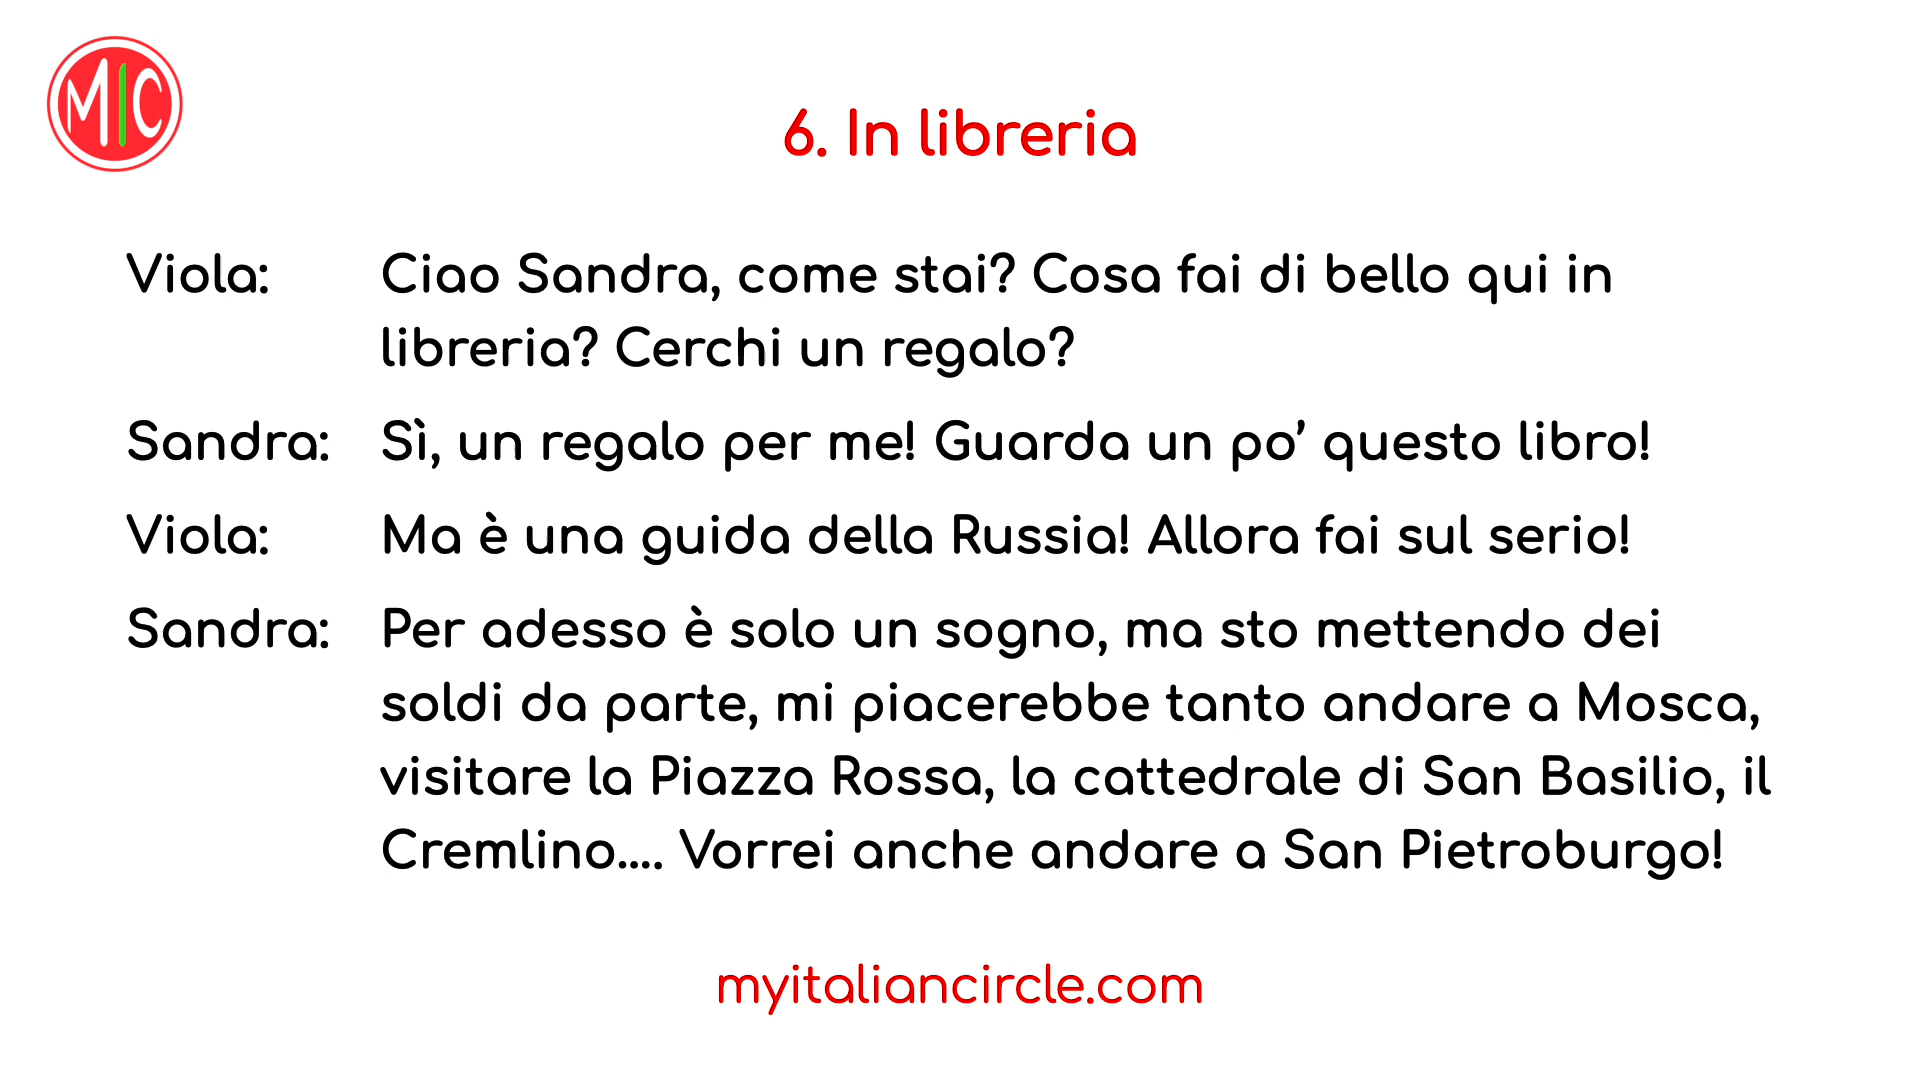 MIC
6. In libreria
Viola: Ciao Sandra, come stai? Cosa fai di bello qui in
libreria? Cerchi un regalo?
Sandra: Sì, un regalo per me! Guarda un po’ questo libro!
Viola: Ma è una guida della Russia! Allora fai sul serio!
Sandra: Per adesso è solo un sogno, ma sto mettendo dei
soldi da parte, mi piacerebbe tanto andare a Mosca,
visitare la Piazza Rossa, la cattedrale di San Basilio, il
Cremlino.... Vorrei anche andare a San Pietroburgo!
myitaliancircle.com